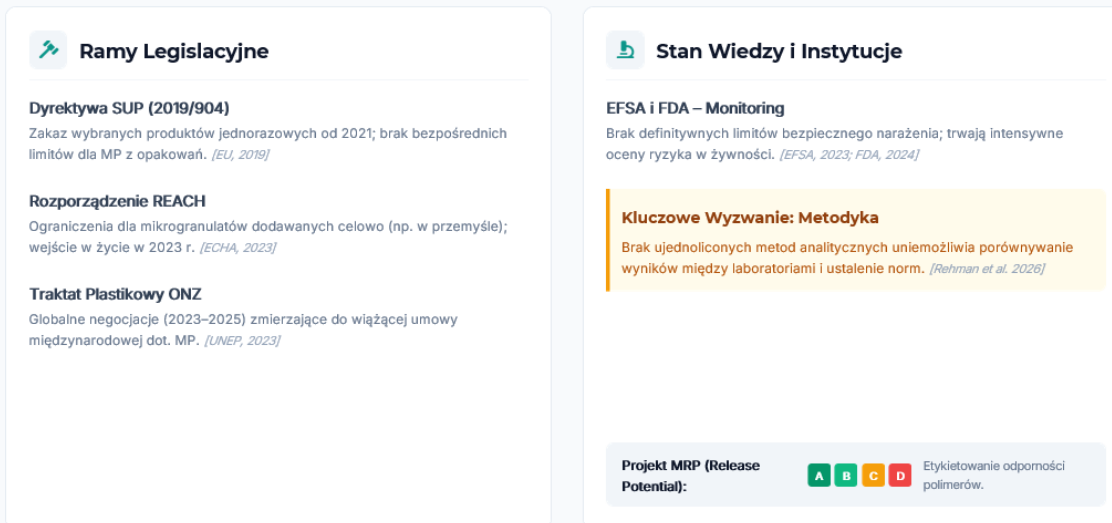 Ramy Legislacyjne
Dyrektywa SUP (2019/904)
Zakaz wybranych produktów jednorazowych od 2021; brak bezpośrednich
limitów dla MP z opakowań. [EU, 2019]
Rozporządzenie REACH
Ograniczenia dla mikrogranulatów dodawanych celowo (np. w przemyśle);
wejście w życie w 2023 r. [ECHA, 2023]
Traktat Plastikowy ONZ
Globalne negocjacje (2023–2025) zmierzające do wiążącej umowy
międzynarodowej dot. MP. [UNEP, 2023]
Stan Wiedzy i Instytucje
EFSA i FDA – Monitoring
Brak definitywnych limitów bezpiecznego narażenia; trwają intensywne
oceny ryzyka w żywności. [EFSA, 2023; FDA, 2024]
Kluczowe Wyzwanie: Metodyka
Brak ujednoliconych metod analitycznych uniemożliwia porównywanie
wyników między laboratoriami i ustalenie norm. [Rehman et al. 2026]
Projekt MRP (Release
Potential):
A B C D
Etykietowanie odporności
polimerów.